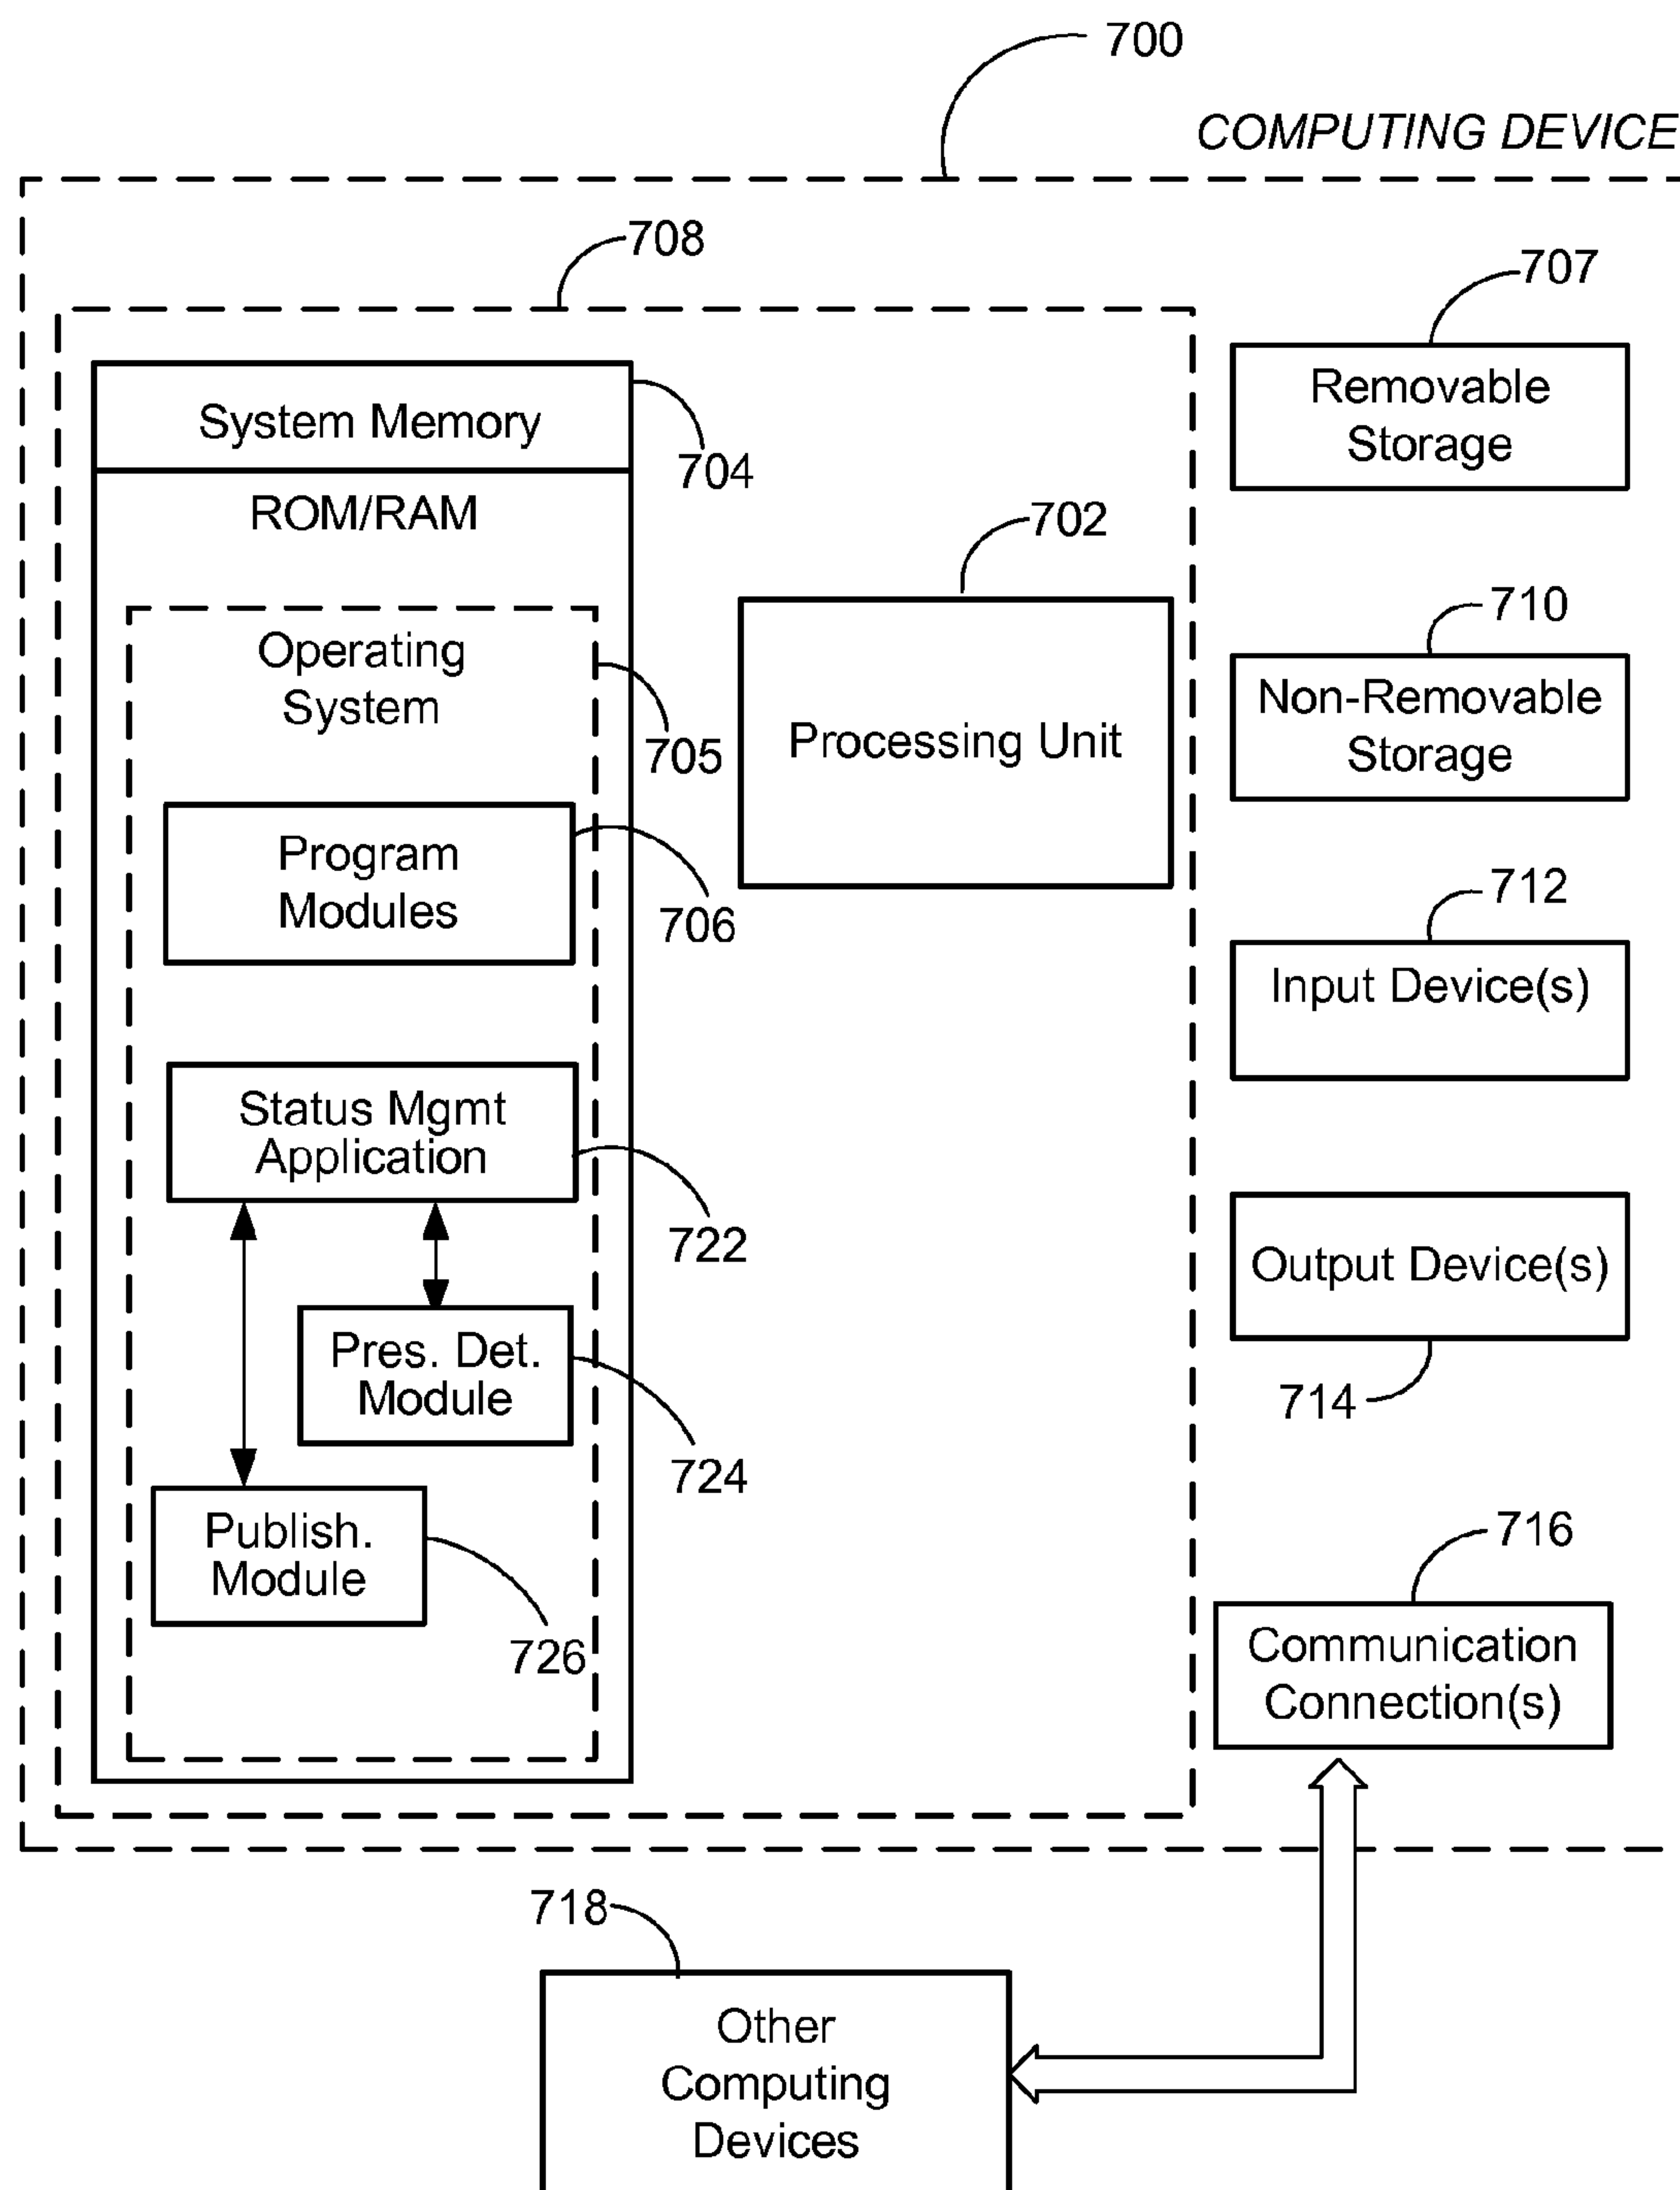 700
COMPUTING DEVICE
708
707
Removable
Storage
System Memory
704
ROM/RAM
702
Processing Unit
710
Non-Removable
Storage
Operating
System
705
Program
Modules
706
712
Input Device(s)
Status Mgmt
Application
722
Output Device(s)
714
Pres. Det.
Module
724
Publish.
Module
726
716
Communication
Connection(s)
718
Other
Computing
Devices